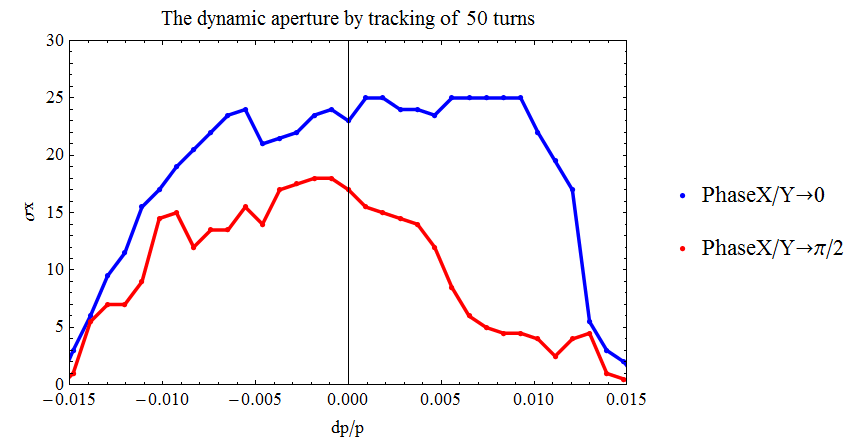 The dynamic aperture by tracking of 50 turns
30
25
20
15
10
5
0
σx
−0.015 −0.010 −0.005 0.000 0.005 0.010 0.015
dp/p
PhaseX/Y→0
PhaseX/Y→π/2